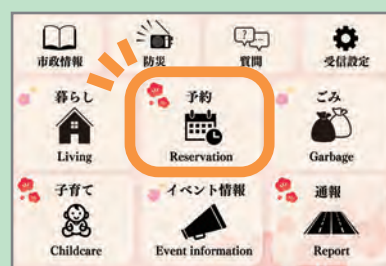 市政情報
防災
質問
受信設定
暮らし
Living
予約
Reservation
ごみ
Garbage
子育て
Childcare
イベント情報
Event information
通報
Report